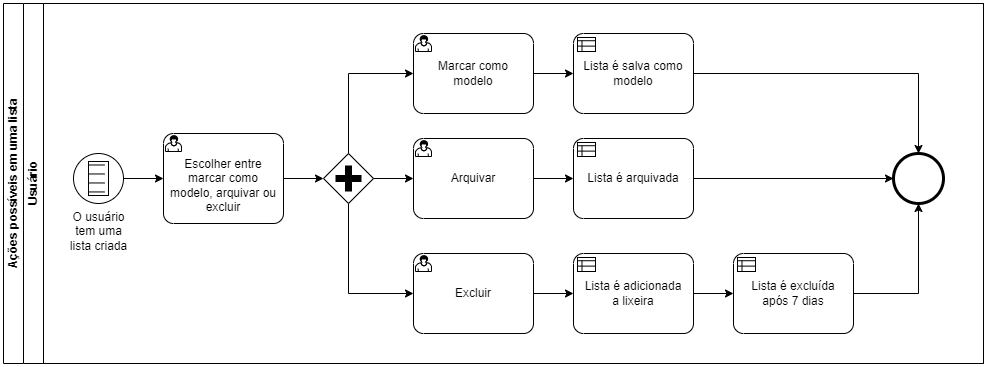 Ações possíveis em uma lista
Usuário
O usuário
tem uma
lista criada
Escolher entre
marcar como
modelo, arquivar ou
excluir
Marcar como
modelo
Lista é salva como
modelo
Arquivar
Lista é arquivada
Excluir
Lista é adicionada
a lixeira
Lista é excluída
após 7 dias